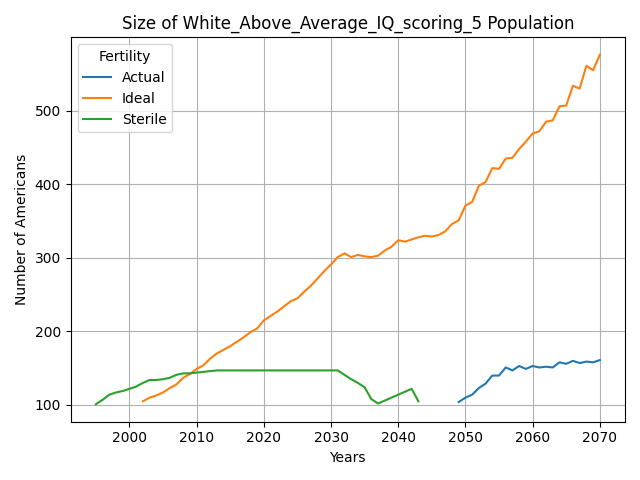 Size of White_Above_Average_IQ_scoring_5 Population
Fertility
Actual
Ideal
Sterile
Number of Americans
500
400
300
200
100
2000 2010 2020 2030 2040 2050 2060 2070
Years